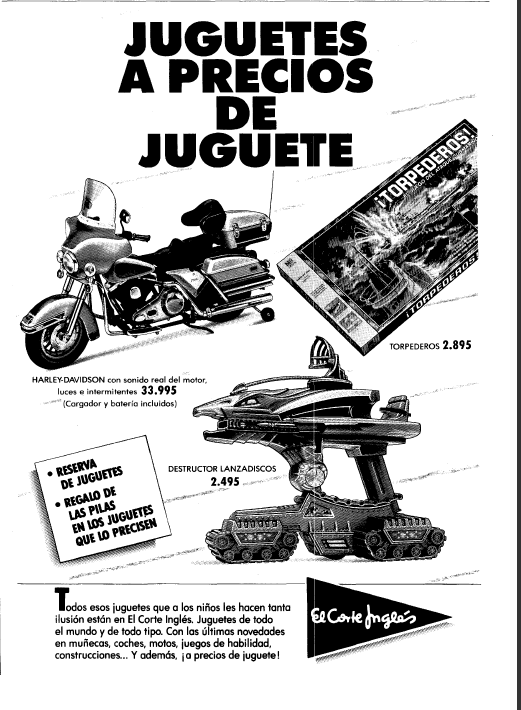 JUGUETES
A PRECIOS
DE
JUGUETE
¡TORPEDEROS!
¡TORPEDEROS!
TORPEDEROS 2.895
HARLEY-DAVIDSON con sonido real del motor,
luces e intermitentes 33.995
(Cargador y batería incluidos)
DESTRUCTOR LANZADISCOS
2.495
• RESERVA
DE JUGUETES
• REGALO DE
LAS PILAS
EN LOS JUGUETES
QUE LO PRECISEN
Todos esos juguetes que a los niños les hacen tanta
ilusión están en El Corte Inglés. Juguetes de todo
el mundo y de todo tipo. Con las últimas novedades
en muñecas, coches, motos, juegos de habilidad,
construcciones... Y además, ¡a precios de juguete!
El Corte Inglés